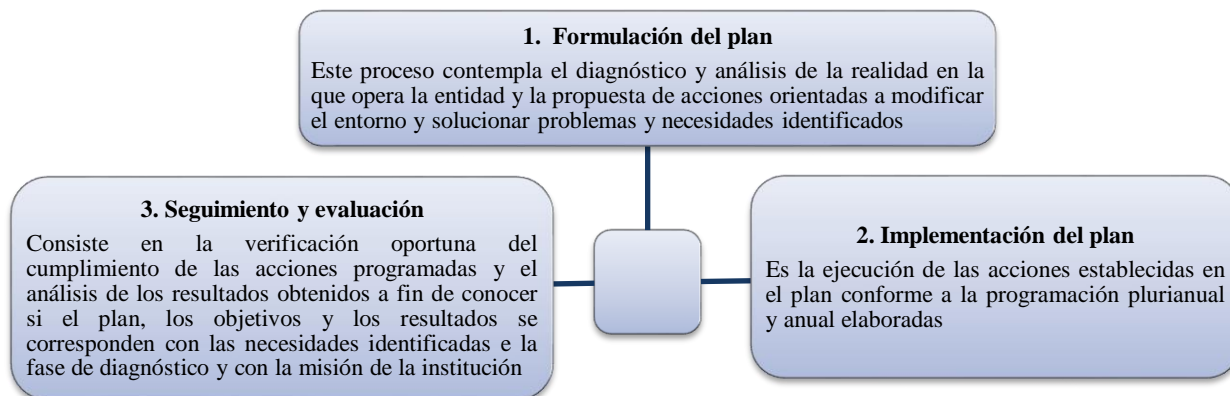 1. Formulación del plan
Este proceso contempla el diagnóstico y análisis de la realidad en la
que opera la entidad y la propuesta de acciones orientadas a modificar
el entorno y solucionar problemas y necesidades identificados
2. Implementación del plan
Es la ejecución de las acciones establecidas en
el plan conforme a la programación plurianual
y anual elaboradas
3. Seguimiento y evaluación
Consiste en la verificación oportuna del
cumplimiento de las acciones programadas y el
análisis de los resultados obtenidos a fin de conocer
si el plan, los objetivos y los resultados se
corresponden con las necesidades identificadas e la
fase de diagnóstico y con la misión de la institución